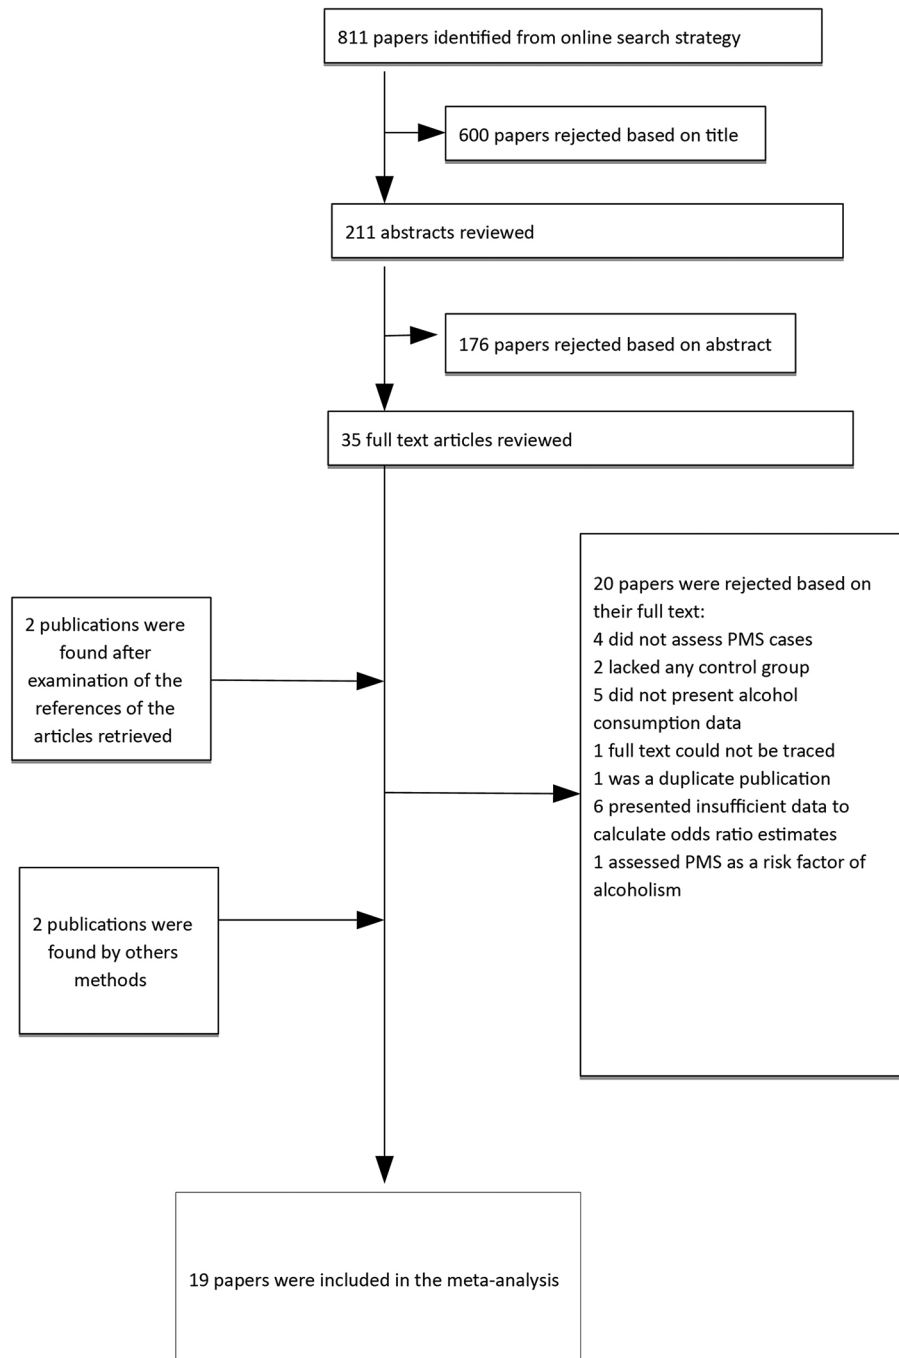 811 papers identified from online search strategy
600 papers rejected based on title
211 abstracts reviewed
176 papers rejected based on abstract
35 full text articles reviewed
2 publications were
found after
examination of the
references of the
articles retrieved
20 papers were rejected based on
their full text:
4 did not assess PMS cases
2 lacked any control group
5 did not present alcohol
consumption data
1 full text could not be traced
1 was a duplicate publication
6 presented insufficient data to
calculate odds ratio estimates
1 assessed PMS as a risk factor of
alcoholism
2 publications were
found by others
methods
19 papers were included in the meta-analysis